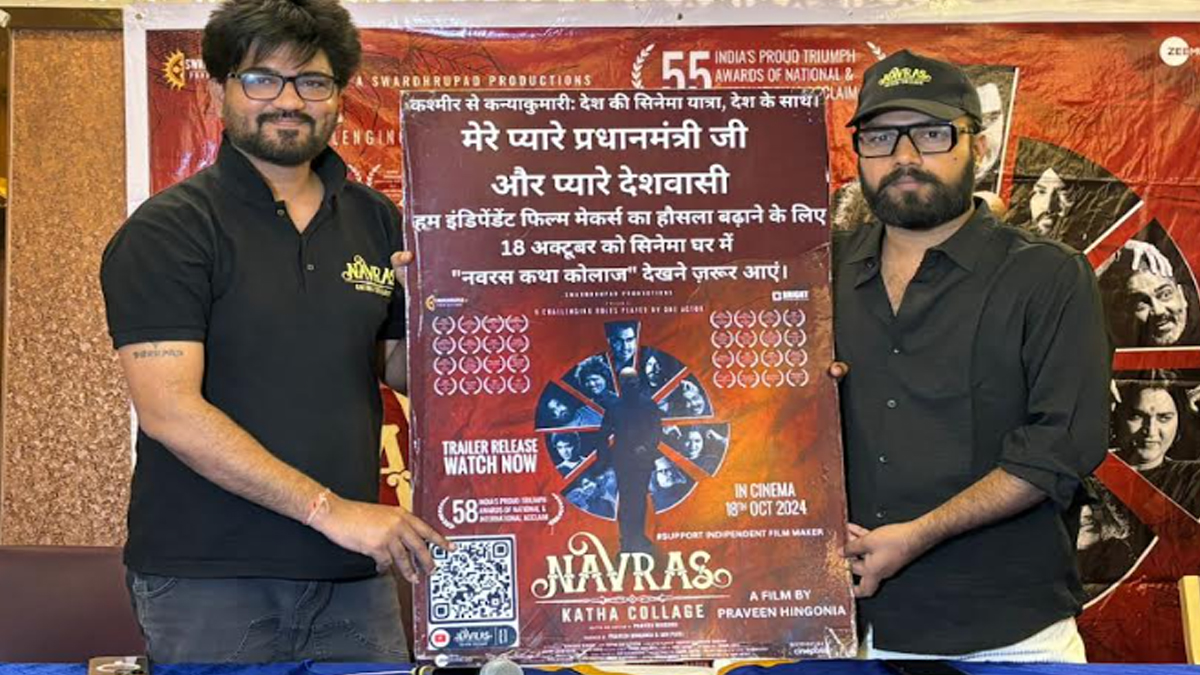 A SWARDHRUPAD PRODUCTIONS
55
INDIA'S PROUD TRIUMPH
AWARDS OF NATIONAL &
CLAIM
ZEE
NAVRAS
NAVRAS
KATHA COLLAGE
कश्मीर से कन्याकुमारी: देश की सिनेमा यात्रा, देश के साथ।
मेरे प्यारे प्रधानमंत्री जी
और प्यारे देशवासी
हम इंडिपेंडेंट फिल्म मेकर्स का हौसला बढ़ाने के लिए
18 अक्टूबर को सिनेमा घर में
"नवरस कथा कोलाज" देखने ज़रूर आएं।
SWARDHRUPAD PRODUCTIONS
BRIGHT
9 CHALLENGING ROLES PLAYED BY ONE ACTOR
TRAILER RELEASE
WATCH NOW
58
INDIA'S PROUD TRIUMPH
AWARDS OF NATIONAL &
INTERNATIONAL ACCLAIM
IN CINEMA
18TH OCT 2024
#SUPPORT INDIPENDENT FILM MAKER
NAVRAS
KATHA COLLAGE
A FILM BY
PRAVEEN HINGONIA